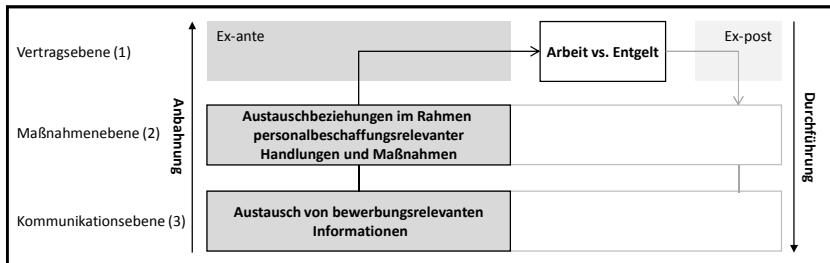 Ex-ante
Ex-post
Vertragsebene (1)
Arbeit vs. Entgelt
Anbahnung
Durchführung
Maßnahmenebene (2)
Austauschbeziehungen im Rahmen
personalbeschaffungsrelevanter
Handlungen und Maßnahmen
Kommunikationsebene (3)
Austausch von bewerbungsrelevanten
Informationen